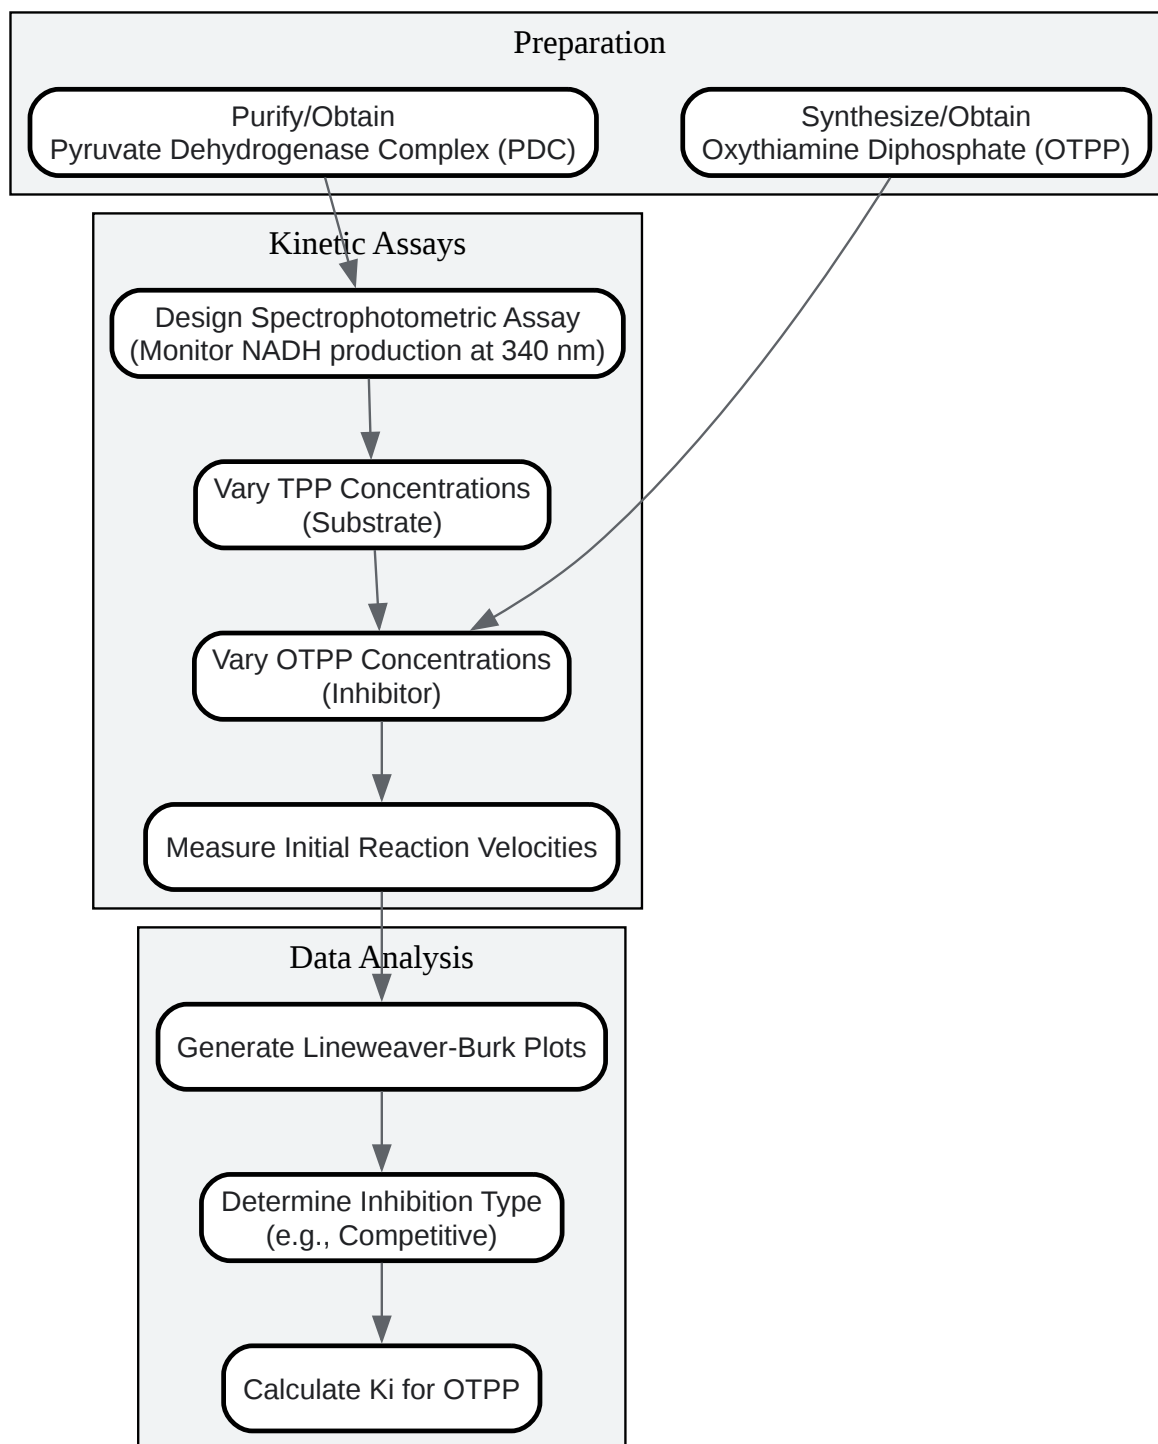 Preparation
Purify/Obtain
Pyruvate Dehydrogenase Complex (PDC)
Synthesize/Obtain
Oxythiamine Diphosphate (OTPP)
Kinetic Assays
Design Spectrophotometric Assay
(Monitor NADH production at 340 nm)
Vary TPP Concentrations
(Substrate)
Vary OTPP Concentrations
(Inhibitor)
Measure Initial Reaction Velocities
Data Analysis
Generate Lineweaver-Burk Plots
Determine Inhibition Type
(e.g., Competitive)
Calculate Ki for OTPP